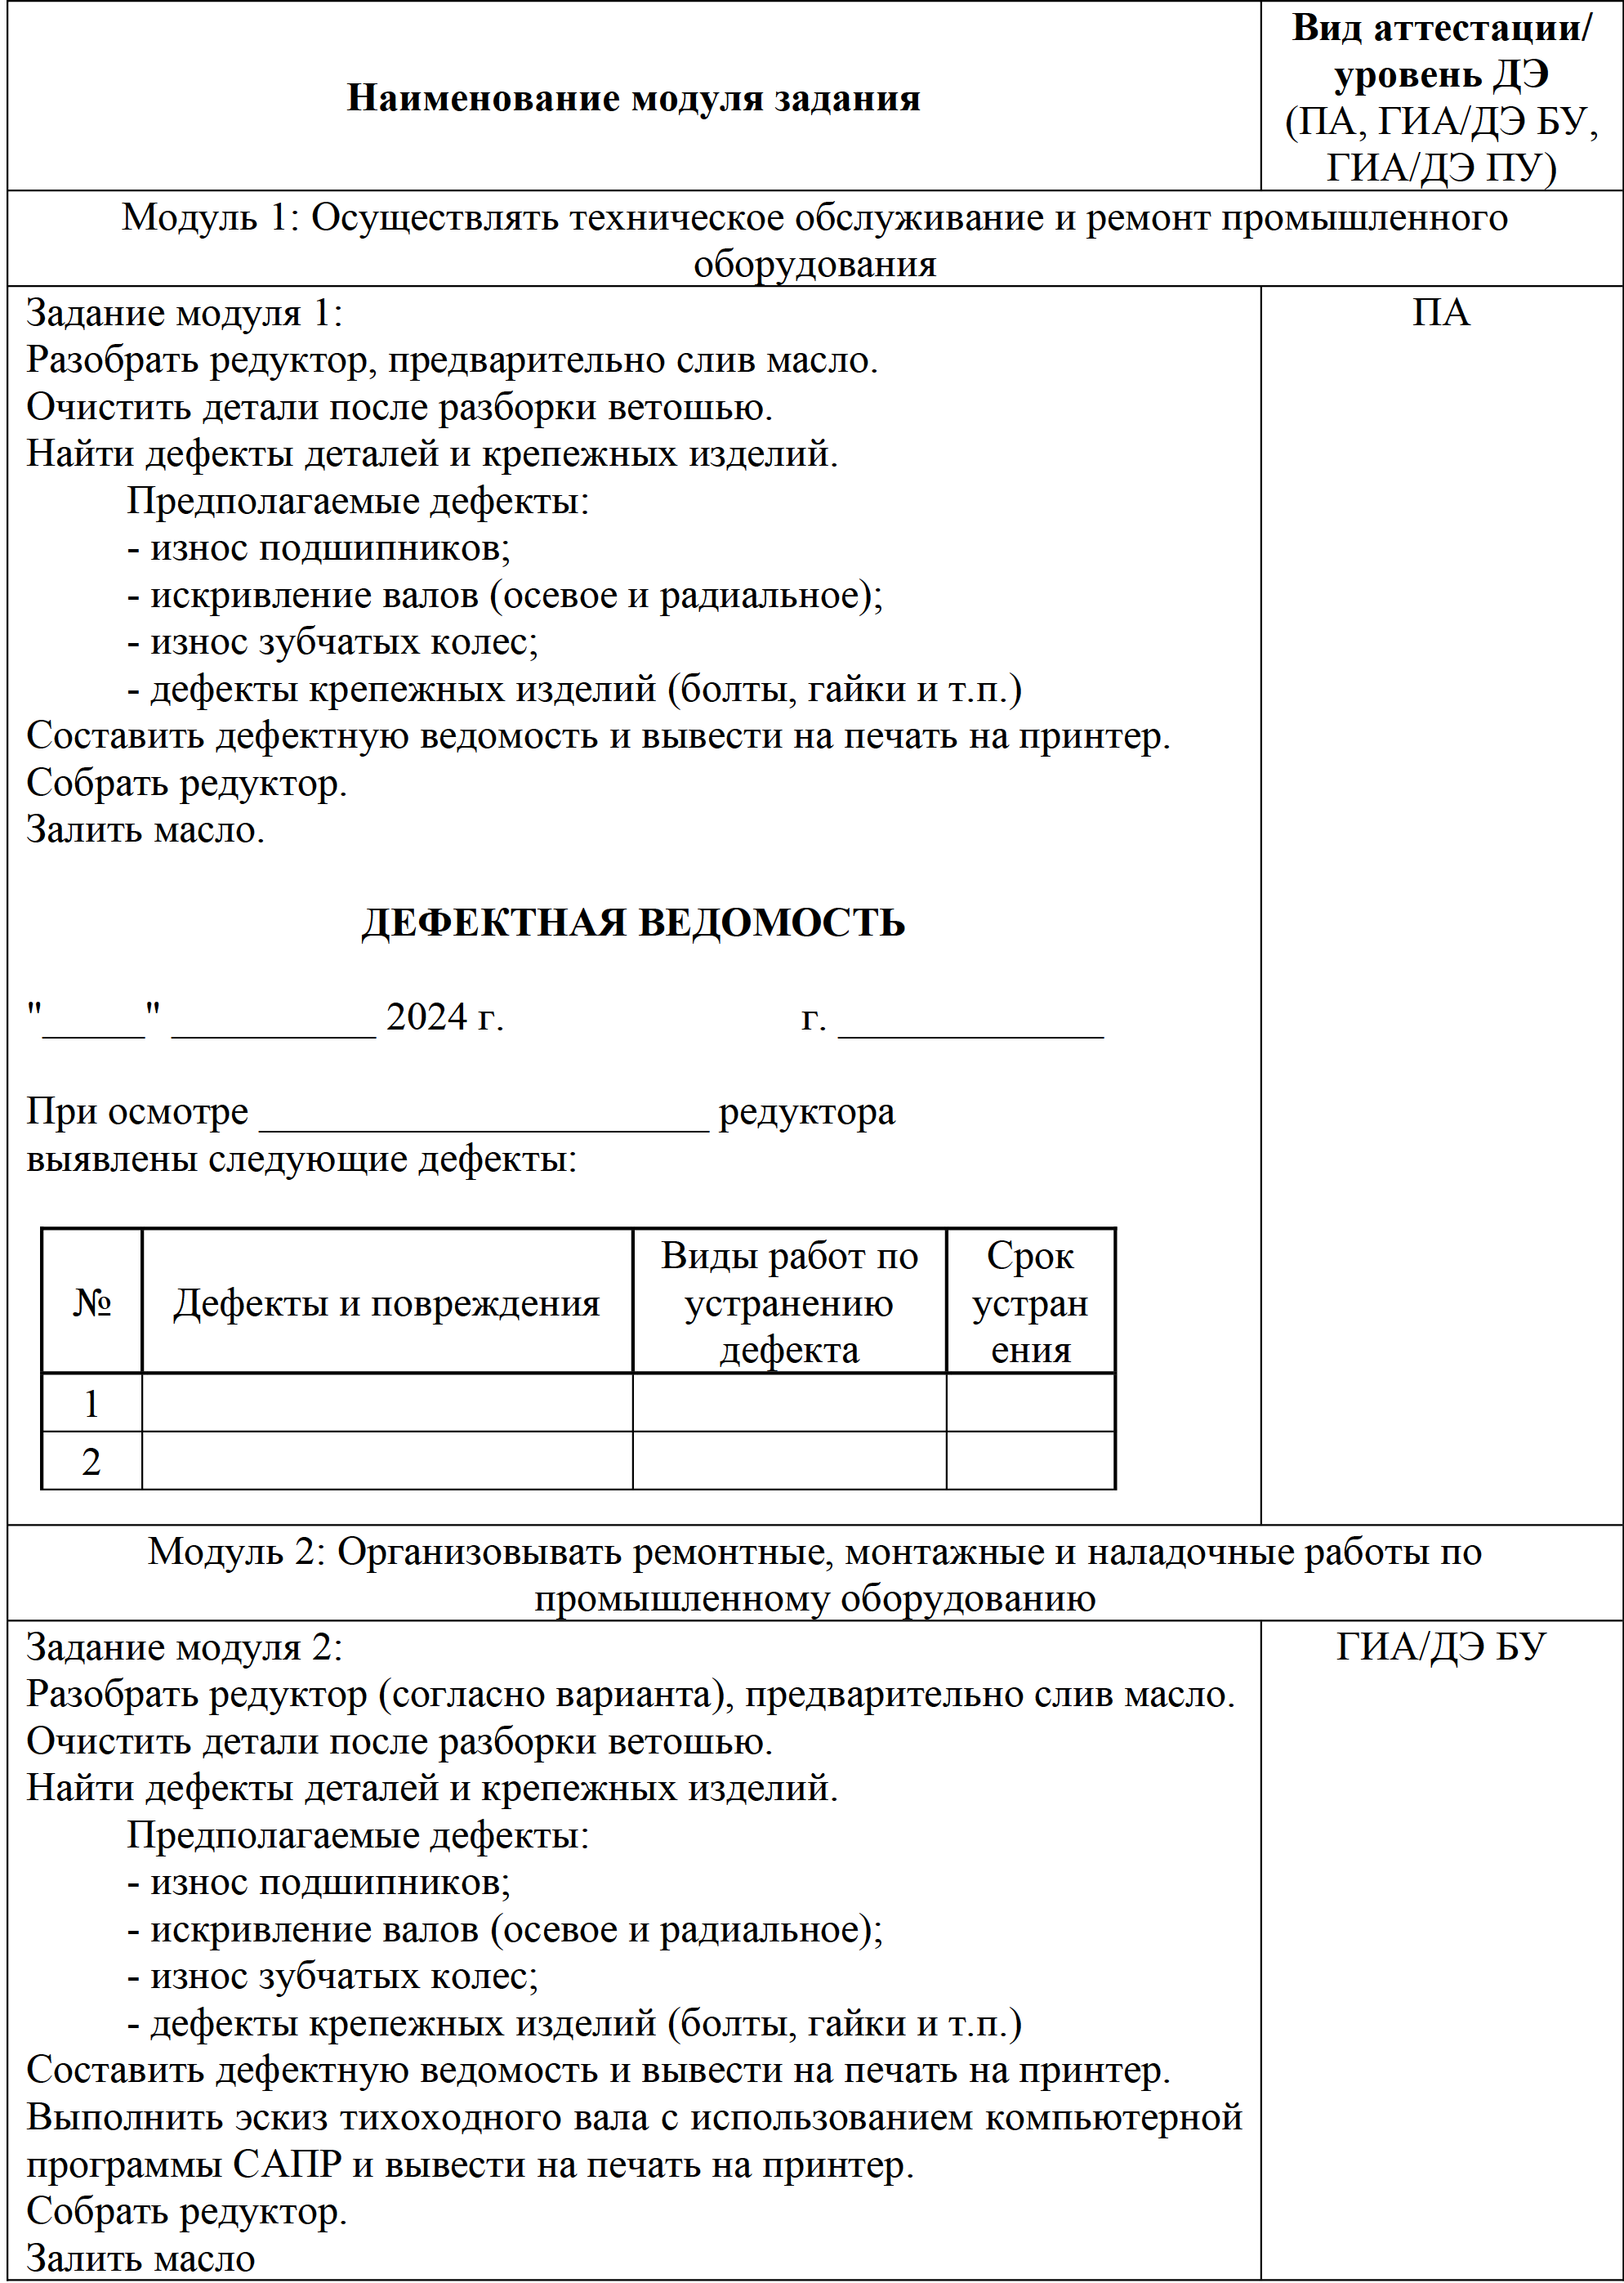 Наименование модуля задания
Вид аттестации/
уровень ДЭ
(ПА, ГИА/ДЭ БУ,
ГИА/ДЭ ПУ)
Модуль 1: Осуществлять техническое обслуживание и ремонт промышленного
оборудования
Задание модуля 1:
ПА
Разобрать редуктор, предварительно слив масло.
Очистить детали после разборки ветошью.
Найти дефекты деталей и крепежных изделий.
Предполагаемые дефекты:
- износ подшипников;
- искривление валов (осевое и радиальное);
- износ зубчатых колес;
- дефекты крепежных изделий (болты, гайки и т.п.)
Составить дефектную ведомость и вывести на печать на принтер.
Собрать редуктор.
Залить масло.
ДЕФЕКТНАЯ ВЕДОМОСТЬ
"_____" __________ 2024 г. г. _____________
При осмотре ______________________ редуктора
выявлены следующие дефекты:
№
Дефекты и повреждения
Виды работ по
устранению
дефекта
Срок
устран
ения
1
2
Модуль 2: Организовывать ремонтные, монтажные и наладочные работы по
промышленному оборудованию
Задание модуля 2:
ГИА/ДЭ БУ
Разобрать редуктор (согласно варианта), предварительно слив масло.
Очистить детали после разборки ветошью.
Найти дефекты деталей и крепежных изделий.
Предполагаемые дефекты:
- износ подшипников;
- искривление валов (осевое и радиальное);
- износ зубчатых колес;
- дефекты крепежных изделий (болты, гайки и т.п.)
Составить дефектную ведомость и вывести на печать на принтер.
Выполнить эскиз тихоходного вала с использованием компьютерной
программы САПР и вывести на печать на принтер.
Собрать редуктор.
Залить масло